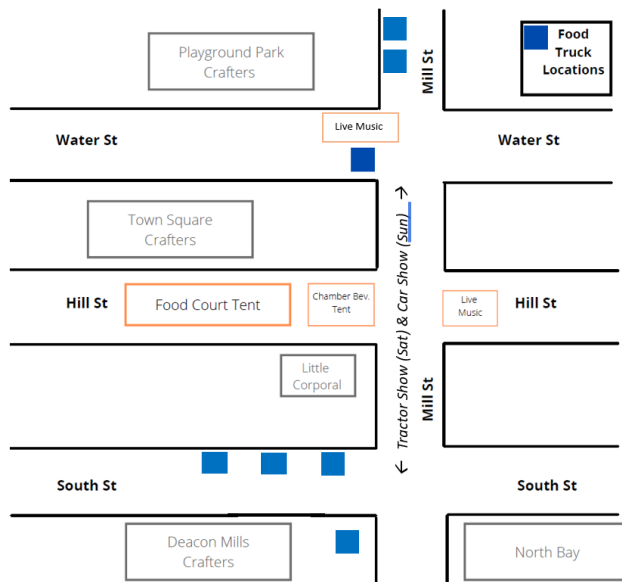 Playground Park
Crafters
Mill St
Food
Truck
Locations
Live Music
Water St
Water St
Town Square
Crafters
← Tractor Show (Sat) & Car Show (Sun) →
Hill St
Food Court Tent
Chamber Bev.
Tent
Live
Music
Hill St
Little
Corporal
Mill St
South St
South St
Deacon Mills
Crafters
North Bay